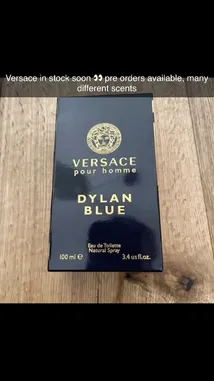 Versace in stock soon 👀 pre orders available, many
different scents
VERSACE
pour homme
DYLAN
BLUE
Eau de Toilette
Natural Spray
100 ml ℮ 3,4 us fl.oz.